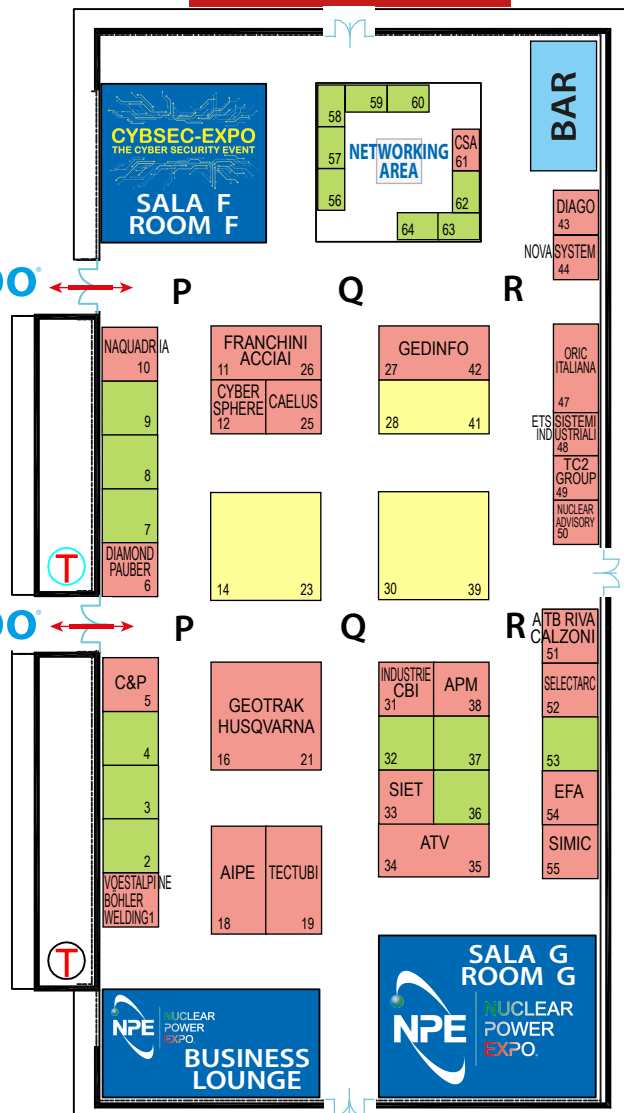 CYBSEC-EXPO
THE CYBER SECURITY EVENT
SALA F
ROOM F
58
59
60
57
56
NETWORKING
AREA
CSA
61
62
64
63
BAR
DIAGO
43
NOVA SYSTEM
44
P
Q
R
NAQUADRIA
10
9
8
7
DIAMOND
PAUBER
6
T
FRANCHINI
ACCIAI
11
26
CYBER
SPHERE
12
CAELUS
25
GEDINFO
27
42
28
41
14
23
30
39
ORIC
ITALIANA
47
ETS SISTEMI
INDUSTRIALI
48
TC2
GROUP
49
NUCLEAR
ADVISORY
50
P
Q
R
C&P
5
4
3
2
VOESTALPINE
BÖHLER
WELDING1
T
GEOTRAK
HUSQVARNA
16
21
AIPE
18
TECTUBI
19
INDUSTRIE
CBI
31
APM
38
32
37
SIET
33
36
ATV
34
35
ATB RIVA
CALZONI
51
SELECTARC
52
53
EFA
54
SIMIC
55
NPE
NUCLEAR
POWER
EXPO.
BUSINESS
LOUNGE
SALA G
ROOM G
NPE
NUCLEAR
POWER
EXPO.